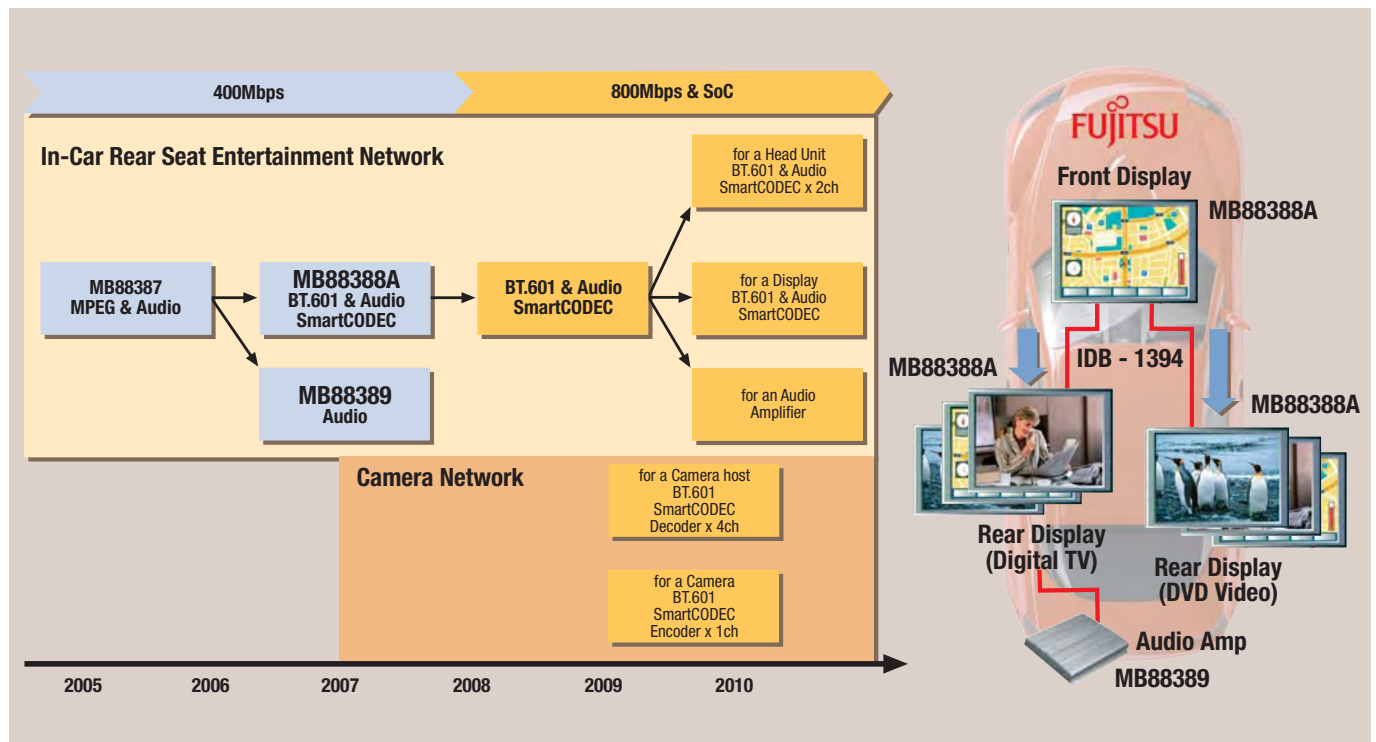 400Mbps
800Mbps & SoC
In-Car Rear Seat Entertainment Network
MB88387
MPEG & Audio
MB88388A
BT.601 & Audio
SmartCODEC
MB88389
Audio
BT.601 & Audio
SmartCODEC
for a Head Unit
BT.601 & Audio
SmartCODEC x 2ch
for a Display
BT.601 & Audio
SmartCODEC
for an Audio
Amplifier
Camera Network
for a Camera host
BT.601
SmartCODEC
Decoder x 4ch
for a Camera
BT.601
SmartCODEC
Encoder x 1ch
2005
2006
2007
2008
2009
2010
FUJITSU
Front Display
MB88388A
IDB - 1394
MB88388A
MB88388A
Rear Display
(Digital TV)
Rear Display
(DVD Video)
Audio Amp
MB88389